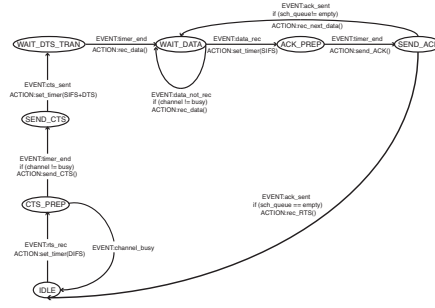 EVENT:ack_sent
if (sch_queue!= empty)
ACTION:rec_next_data()
WAIT_DTS_TRAN
EVENT:timer_end
ACTION:rec_data()
WAIT_DATA
EVENT:data_rec
ACTION:set_timer(SIFS)
ACK_PREP
EVENT:timer_end
ACTION:send_ACK()
SEND_ACK
EVENT:cts_sent
ACTION:set_timer(SIFS+DTS)
EVENT:data_not_rec
if (channel != busy)
ACTION:rec_data()
SEND_CTS
EVENT:timer_end
if (channel != busy)
ACTION:send_CTS()
CTS_PREP
EVENT:ack_sent
if (sch_queue == empty)
ACTION:rec_RTS()
EVENT:channel_busy
EVENT:rts_rec
ACTION:set_timer(DIFS)
IDLE